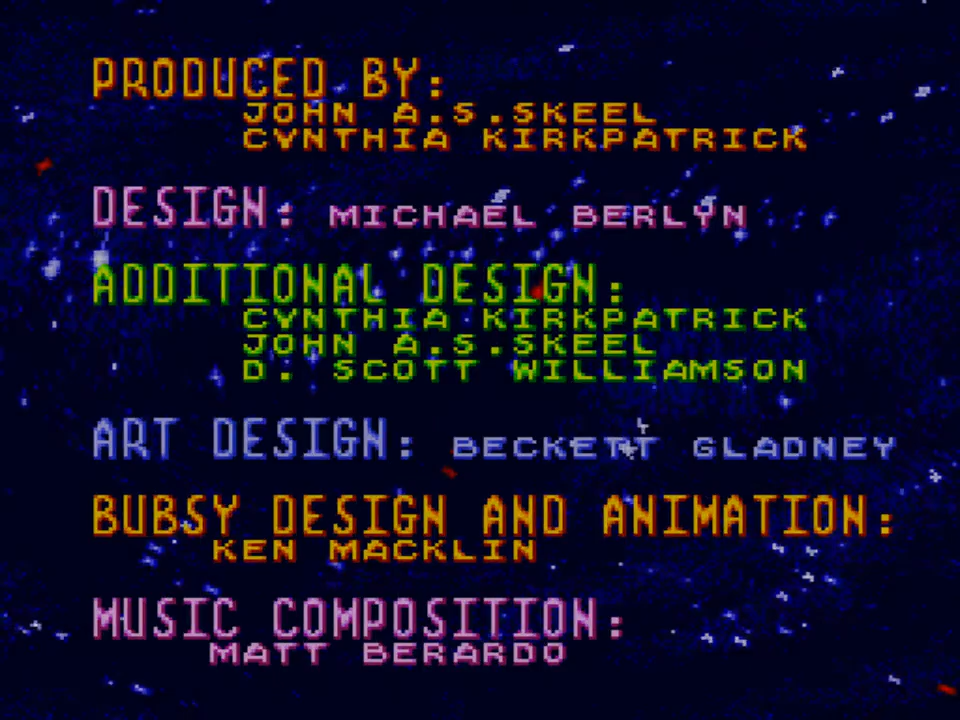 PRODUCED BY:
JOHN A.S.SKEEL
CYNTHIA KIRKPATRICK
DESIGN: MICHAEL BERLYN
ADDITIONAL DESIGN:
CYNTHIA KIRKPATRICK
JOHN A.S.SKEEL
D. SCOTT WILLIAMSON
ART DESIGN: BECKETT GLADNEY
BUBSY DESIGN AND ANIMATION:
KEN MACKLIN
MUSIC COMPOSITION:
MATT BERARDO